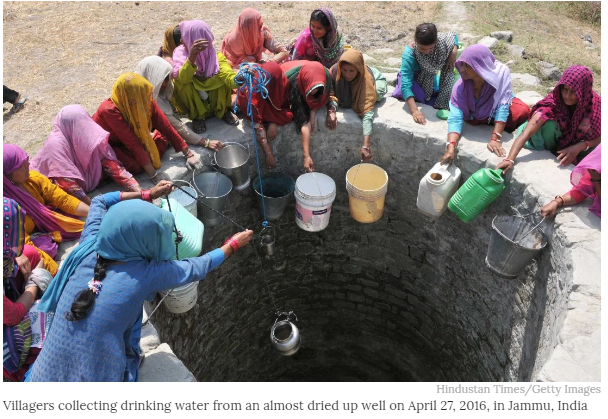 Hindustan Times/Getty Images
Villagers collecting drinking water from an almost dried up well on April 27, 2016, in Jammu, India